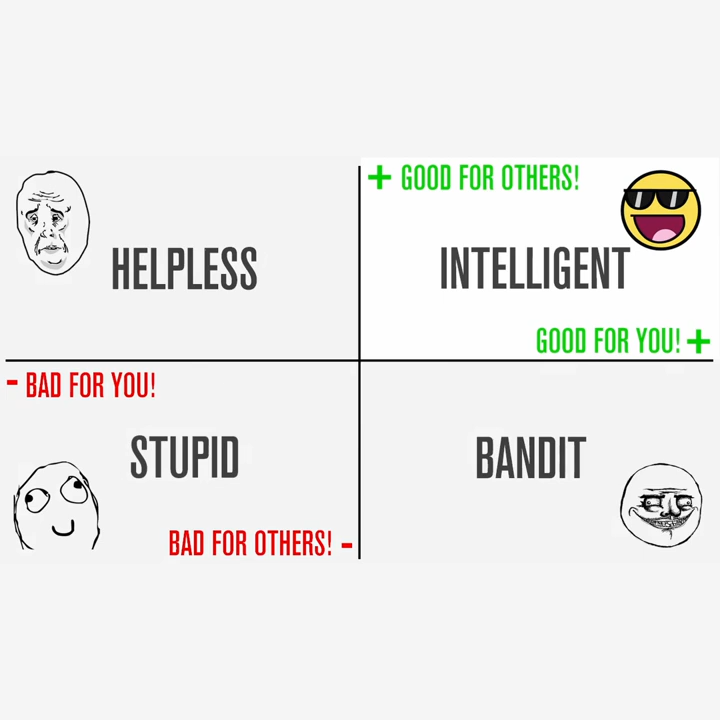 + GOOD FOR OTHERS!
HELPLESS
INTELLIGENT
GOOD FOR YOU! +
- BAD FOR YOU!
STUPID
BANDIT
BAD FOR OTHERS! -